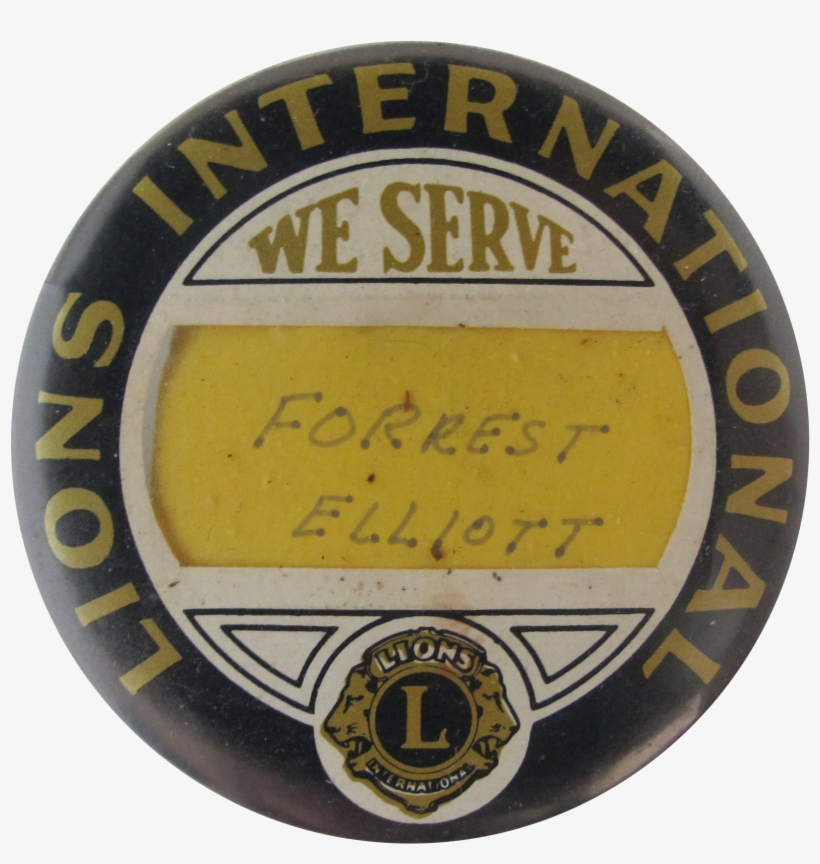 LIONS INTERNATIONAL
WE SERVE
FORREST
ELLIOTT
LIONS
L
INTERNATIONAL